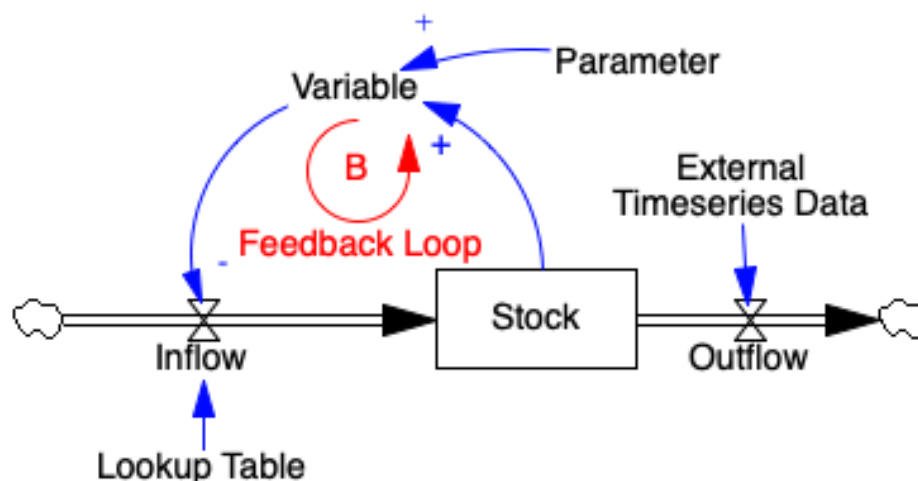 +
Parameter
Variable
+
B
External
Timeseries Data
Feedback Loop
-
Stock
Inflow
Outflow
Lookup Table